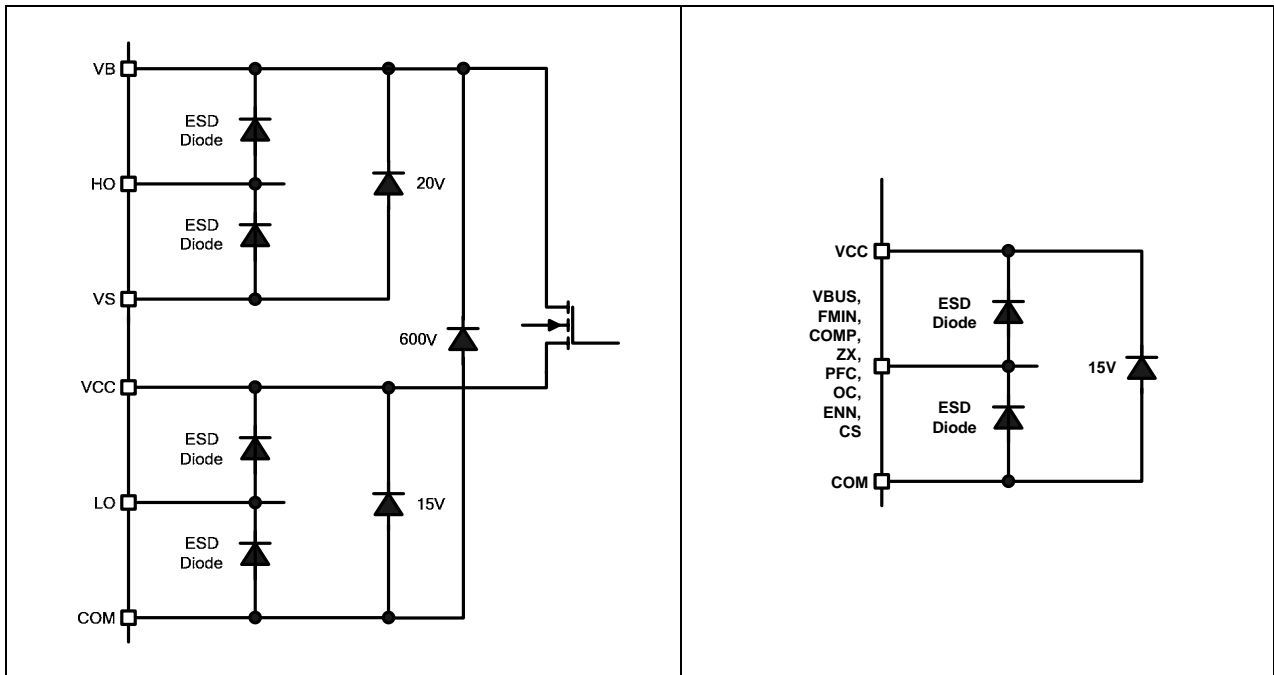 VB
ESD
Diode
HO
20V
ESD
Diode
VS
600V
VCC
ESD
Diode
LO
15V
ESD
Diode
COM
VCC
VBUS,
FMIN,
COMP,
ZX,
PFC,
OC,
ENN,
CS
ESD
Diode
15V
ESD
Diode
COM